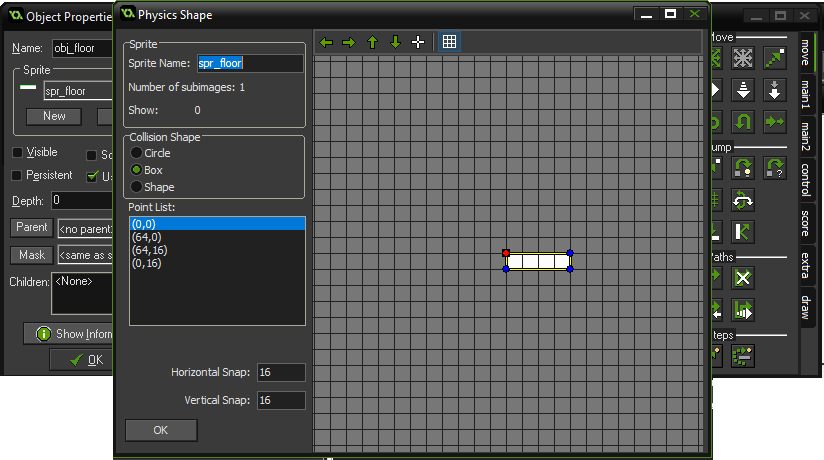 Object Propertie
Physics Shape
Name: obj_floor
Sprite
spr_floor
New
Visible
So
Persistent
U
Depth: 0
Parent <no parent>
Mask <same as s
Children: <None>
Show Inform
OK
Sprite
Sprite Name: spr_floor
Number of subimages: 1
Show: 0
Collision Shape
Circle
Box
Shape
Point List:
(0,0)
(64,0)
(64,16)
(0,16)
Horizontal Snap: 16
Vertical Snap: 16
OK
Move
ump
?
Paths
teps
move
main1
main2
control
score
extra
draw